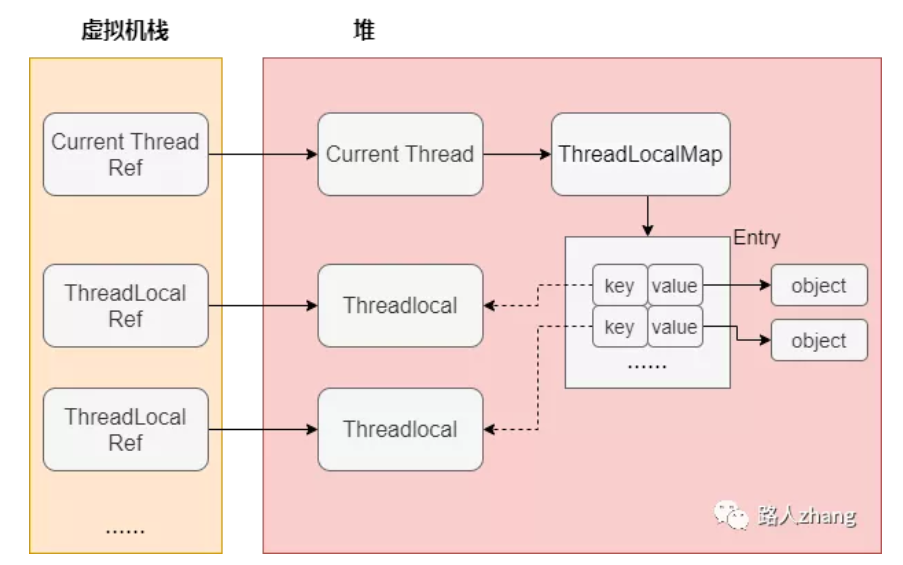 虚拟机栈
堆
Current Thread
Ref
Current Thread
ThreadLocalMap
Entry
ThreadLocal
Ref
Threadlocal
key
value
object
key
value
object
......
ThreadLocal
Ref
Threadlocal
......
路人zhang